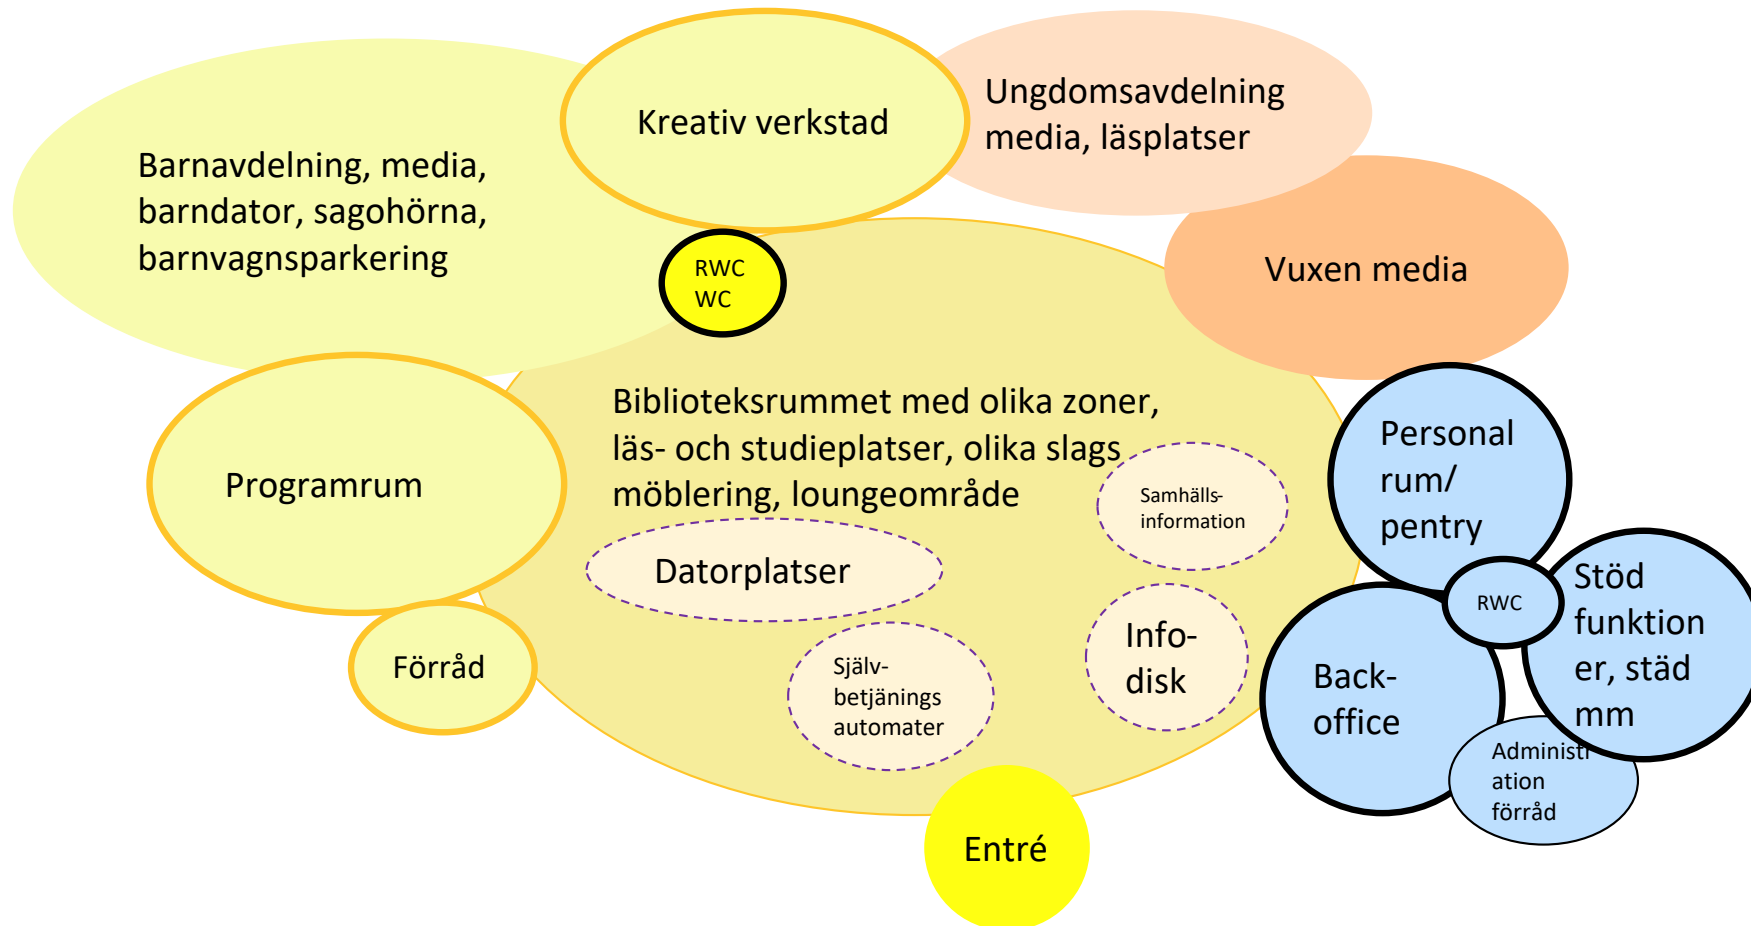 Kreativ verkstad
Ungdomsavdelning
media, läsplatser
Barnavdelning, media,
barndator, sagohörna,
barnvagnsparkering
RWC
WC
Vuxen media
Biblioteksrummet med olika zoner,
läs- och studieplatser, olika slags
möblering, loungeområde
Programrum
Personal
rum/
pentry
Samhälls-
information
Datorplatser
RWC
Stöd
funktion
er, städ
mm
Info-
disk
Förråd
Själv-
betjänings
automater
Back-
office
Administr
ation
förråd
Entré